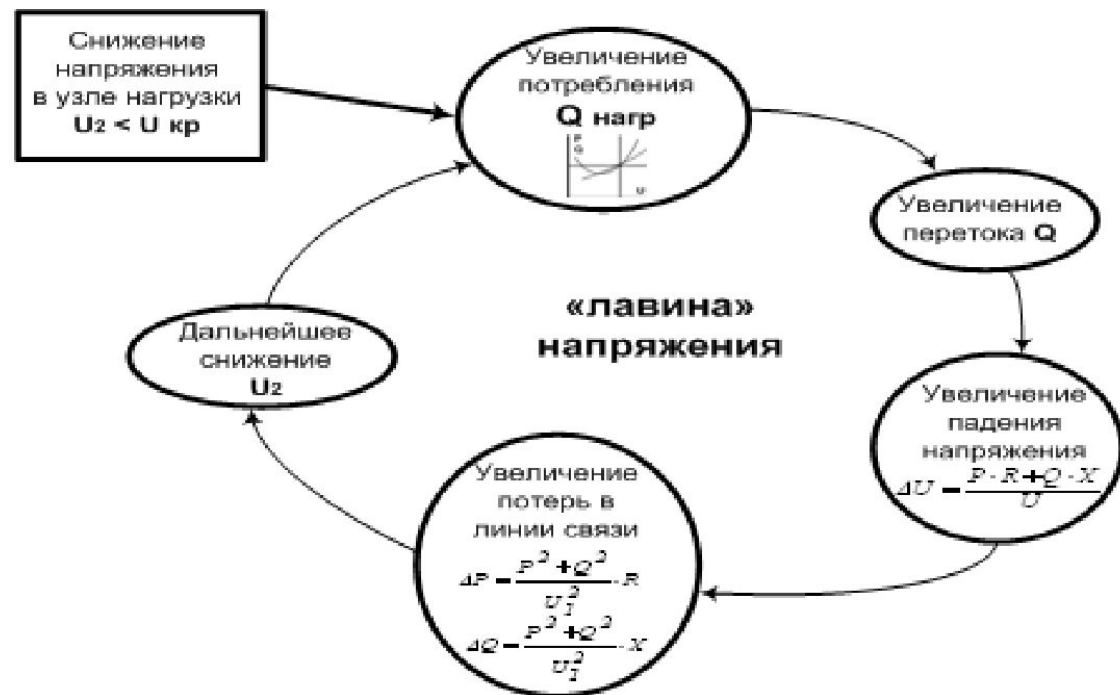 Снижение
напряжения
в узле нагрузки
U₂ < U кр
Увеличение
потребления
Q нагр
P
Q
u
Увеличение
перетока Q
«лавина»
напряжения
Увеличение
падения
напряжения
ΔU = (P·R+Q·X)/U
Увеличение
потерь в
линии связи
ΔP = (P²+Q²)/U₁² ·R
ΔQ = (P²+Q²)/U₁² ·X
Дальнейшее
снижение
U₂